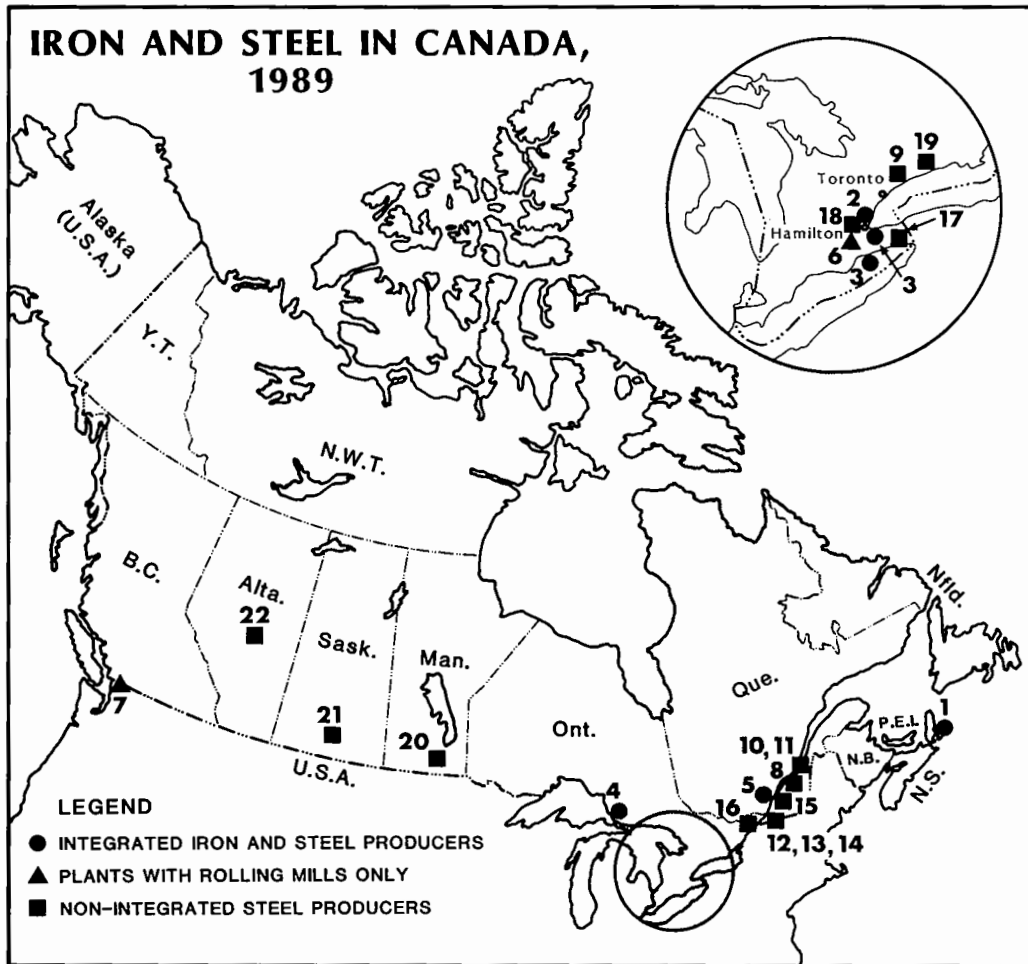 IRON AND STEEL IN CANADA,
1989
9
19
Toronto
2
18
17
Hamilton
6
3
3
Alaska
(U.S.A.)
Y.T.
N.W.T.
B.C.
Alta.
22
Sask.
Man.
Nfld.
Que.
7
21
20
U.S.A.
Ont.
1
P.E.I.
N.B.
N.S.
10, 11
8
4
5
16
15
12, 13, 14
LEGEND
INTEGRATED IRON AND STEEL PRODUCERS
PLANTS WITH ROLLING MILLS ONLY
NON-INTEGRATED STEEL PRODUCERS